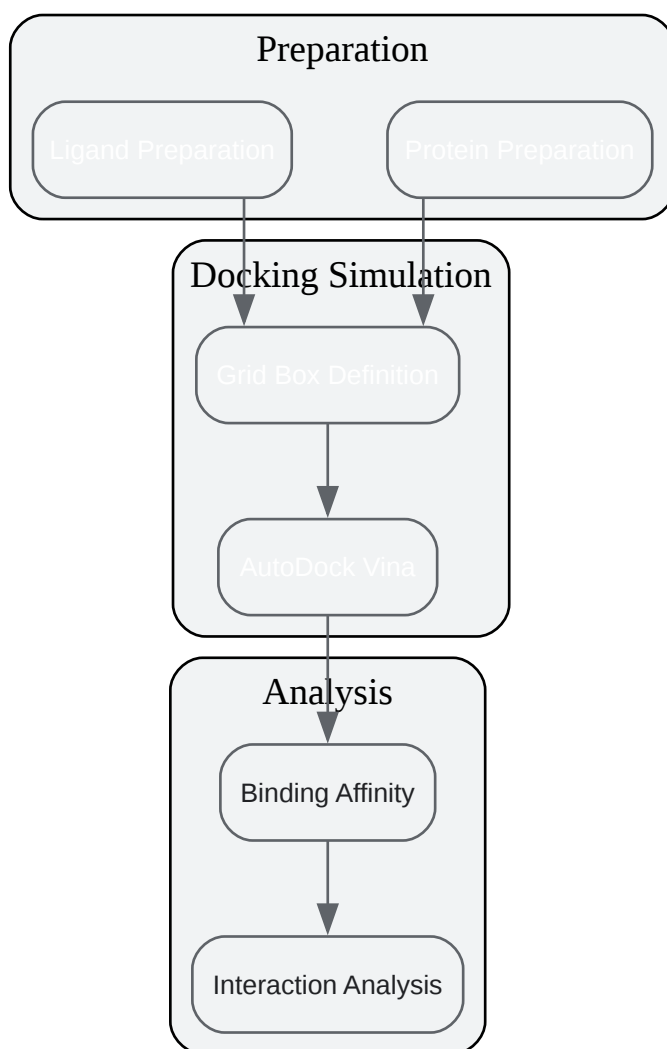 Preparation
Ligand Preparation
Protein Preparation
Docking Simulation
Grid Box Definition
AutoDock Vina
Analysis
Binding Affinity
Interaction Analysis